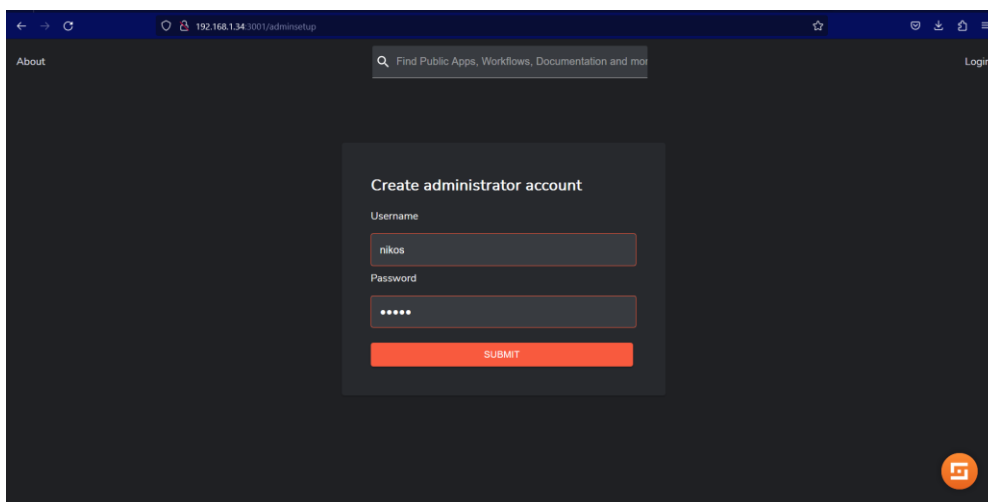 192.168.1.34:3001/adminsetup
About
Find Public Apps, Workflows, Documentation and mor
Login
Create administrator account
Username
nikos
Password
•••••
SUBMIT